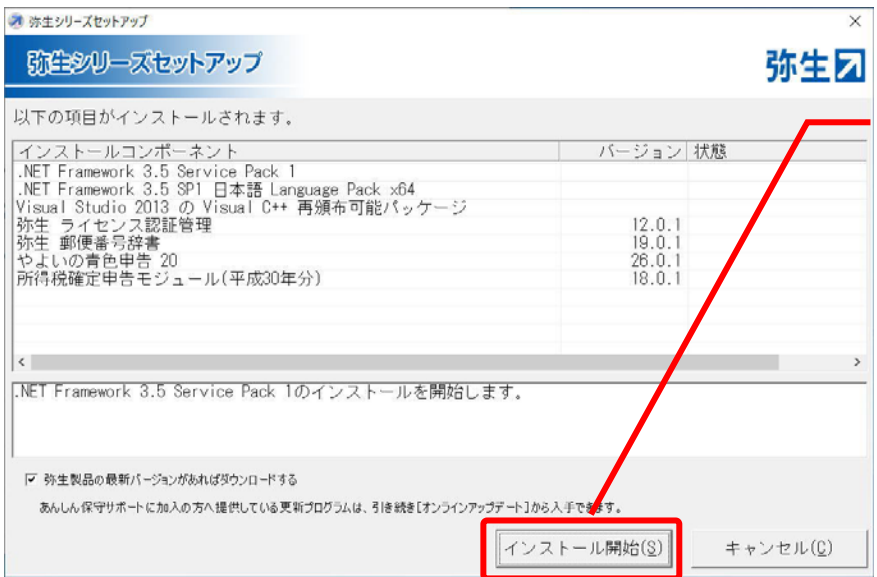 弥生シリーズセットアップ
弥生シリーズセットアップ
弥生
以下の項目がインストールされます。
インストールコンポーネント バージョン 状態
.NET Framework 3.5 Service Pack 1
.NET Framework 3.5 SP1 日本語 Language Pack x64
Visual Studio 2013 の Visual C++ 再頒布可能パッケージ
弥生 ライセンス認証管理 12.0.1
弥生 郵便番号辞書 19.0.1
やよいの青色申告 20 26.0.1
所得税確定申告モジュール(平成30年分) 18.0.1
.NET Framework 3.5 Service Pack 1のインストールを開始します。
弥生製品の最新バージョンがあればダウンロードする
あんしん保守サポートに加入の方へ提供している更新プログラムは、引き続き[オンラインアップデート]から入手できます。
インストール開始(S) キャンセル(C)